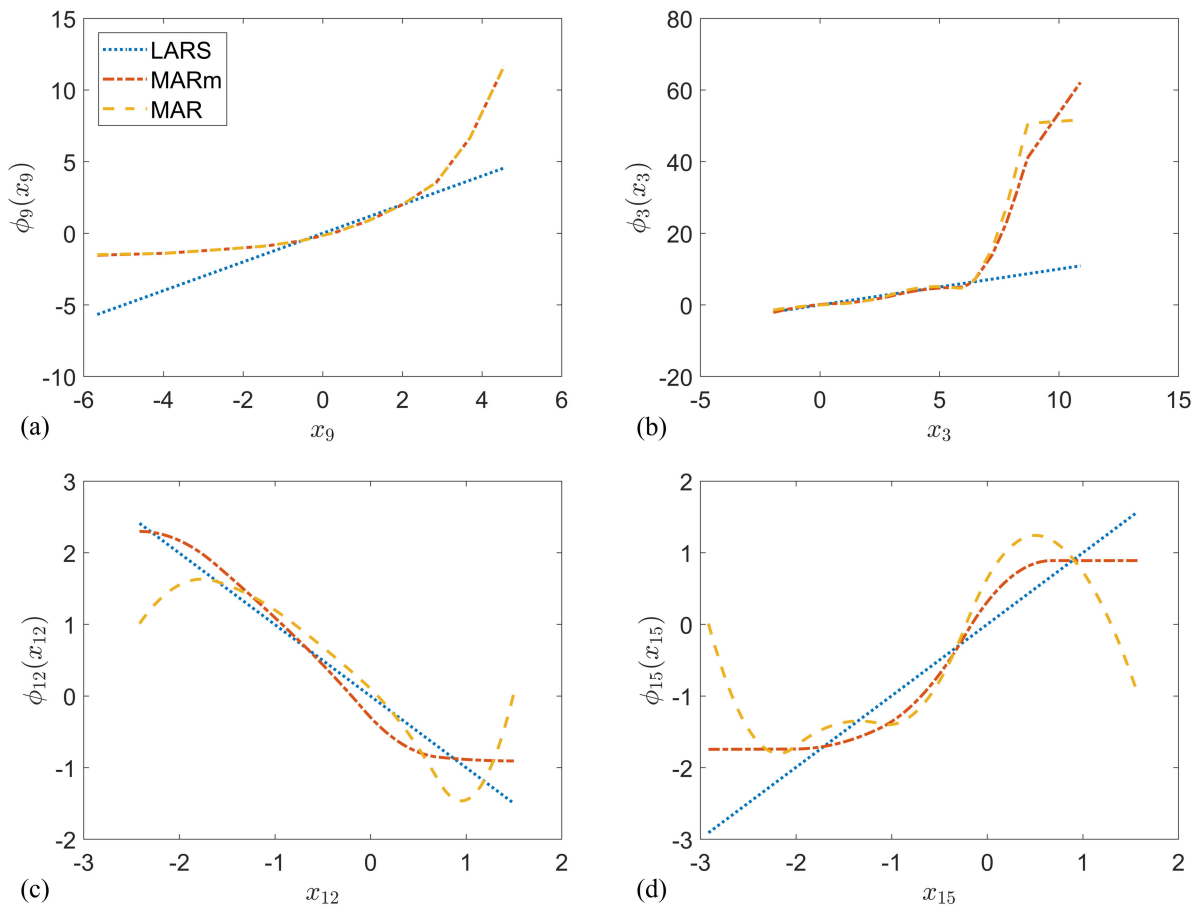 15
10
5
0
-5
-10
-6 -4 -2 0 2 4 6
ϕ9(x9)
x9
LARS
MARm
MAR
(a)
80
60
40
20
0
-20
-5 0 5 10 15
ϕ3(x3)
x3
(b)
3
2
1
0
-1
-2
-3 -2 -1 0 1 2
ϕ12(x12)
x12
(c)
2
1
0
-1
-2
-3
-3 -2 -1 0 1 2
ϕ15(x15)
x15
(d)